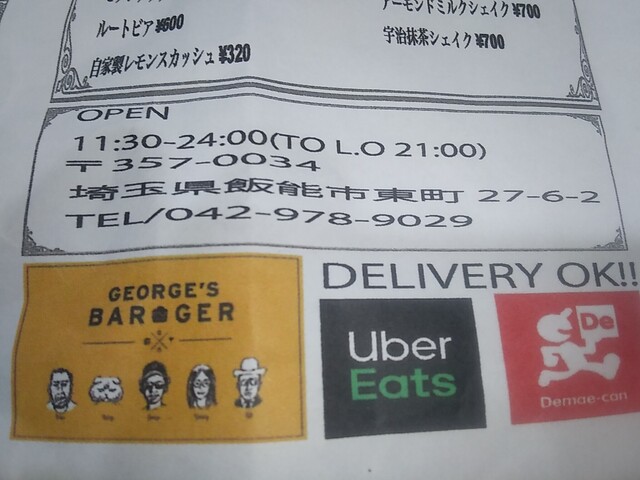 ルートビア ¥600
自家製レモンスカッシュ ¥320
アーモンドミルクシェイク ¥700
宇治抹茶シェイク ¥700
OPEN
11:30-24:00(TO L.O 21:00)
〒357-0034
埼玉県飯能市東町 27-6-2
TEL/042-978-9029
DELIVERY OK!!
GEORGE'S
BAR GER
Uber
Eats
De
Demae-can